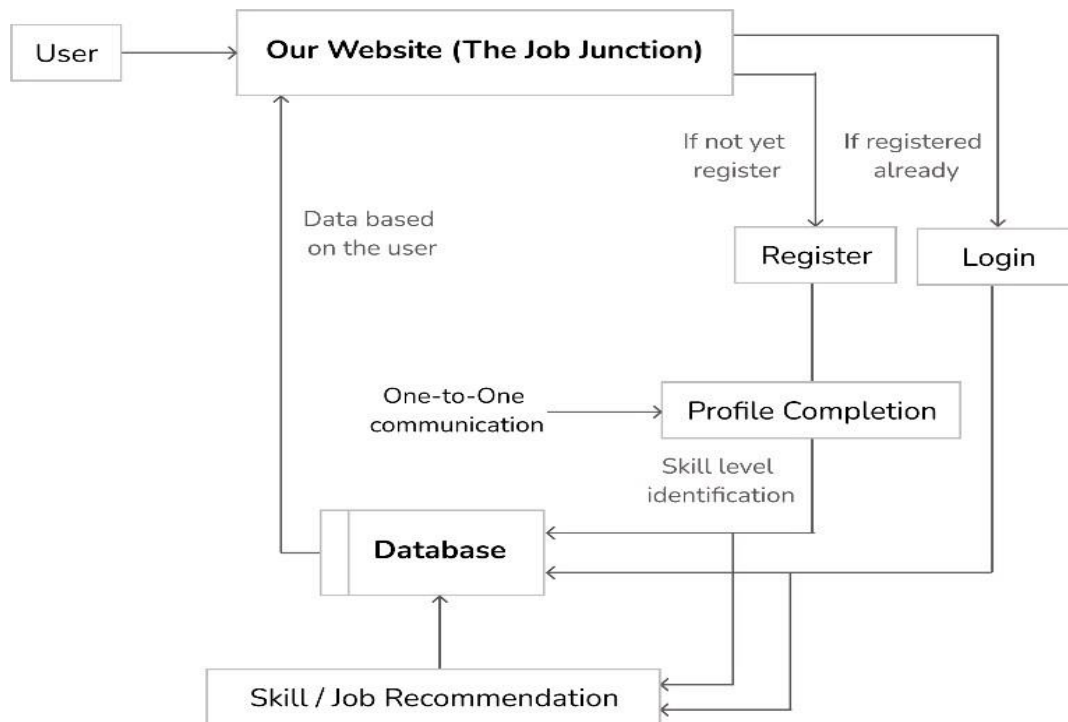 User
Our Website (The Job Junction)
If not yet
register
If registered
already
Data based
on the user
Register
Login
One-to-One
communication
Profile Completion
Skill level
identification
Database
Skill / Job Recommendation